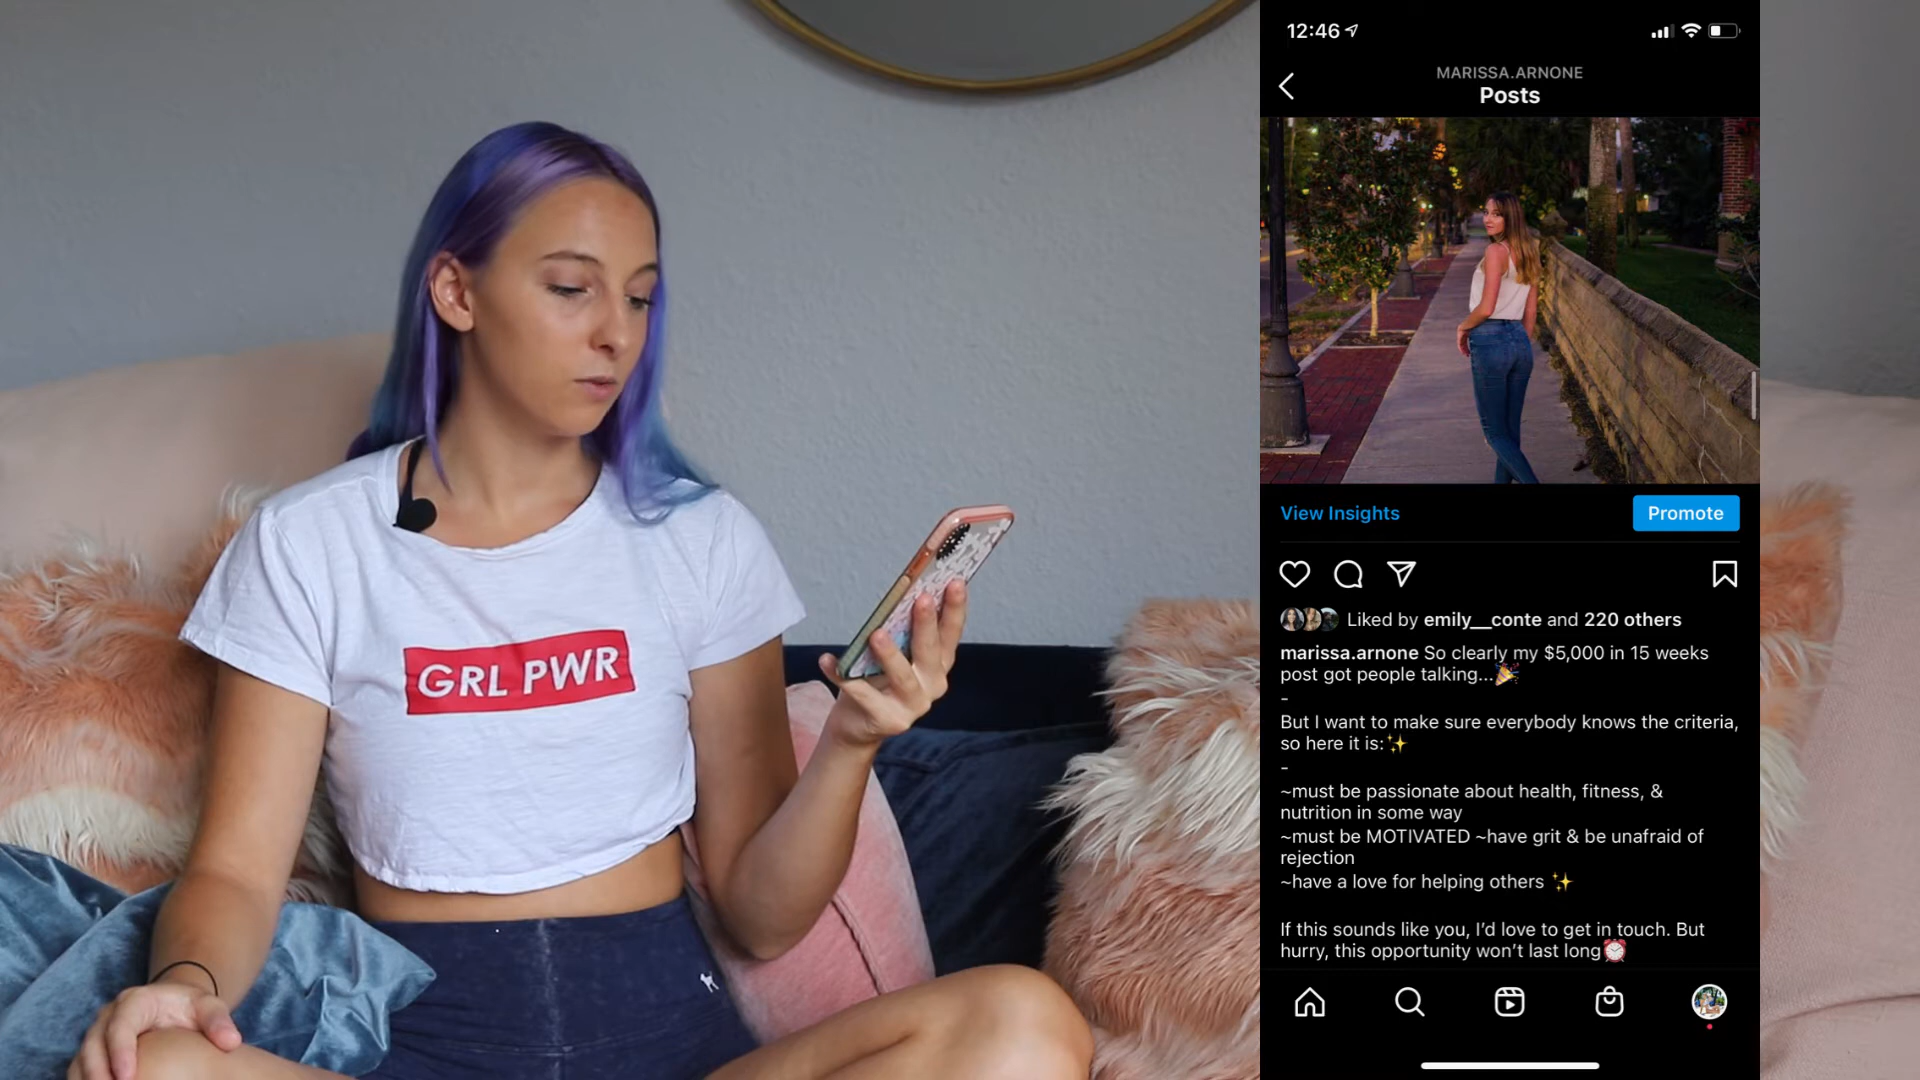 GRL PWR
12:46
MARISSA.ARNONE
Posts
View Insights
Promote
Liked by emily__conte and 220 others
marissa.arnone So clearly my $5,000 in 15 weeks
post got people talking...🎉
-
But I want to make sure everybody knows the criteria,
so here it is:✨
-
~must be passionate about health, fitness, &
nutrition in some way
~must be MOTIVATED ~have grit & be unafraid of
rejection
~have a love for helping others ✨
If this sounds like you, I’d love to get in touch. But
hurry, this opportunity won’t last long⏰